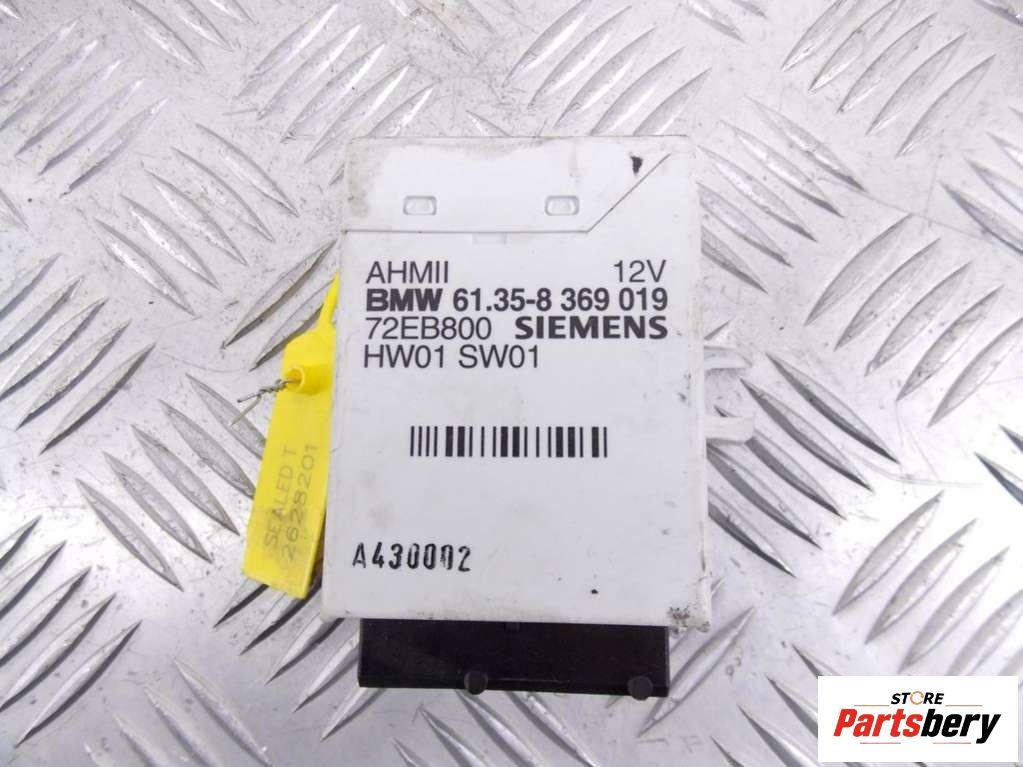 AHMII 12V
BMW 61.35-8 369 019
72EB800 SIEMENS
HW01 SW01
A430002
SEALED T
2628201
STORE
Partsbery